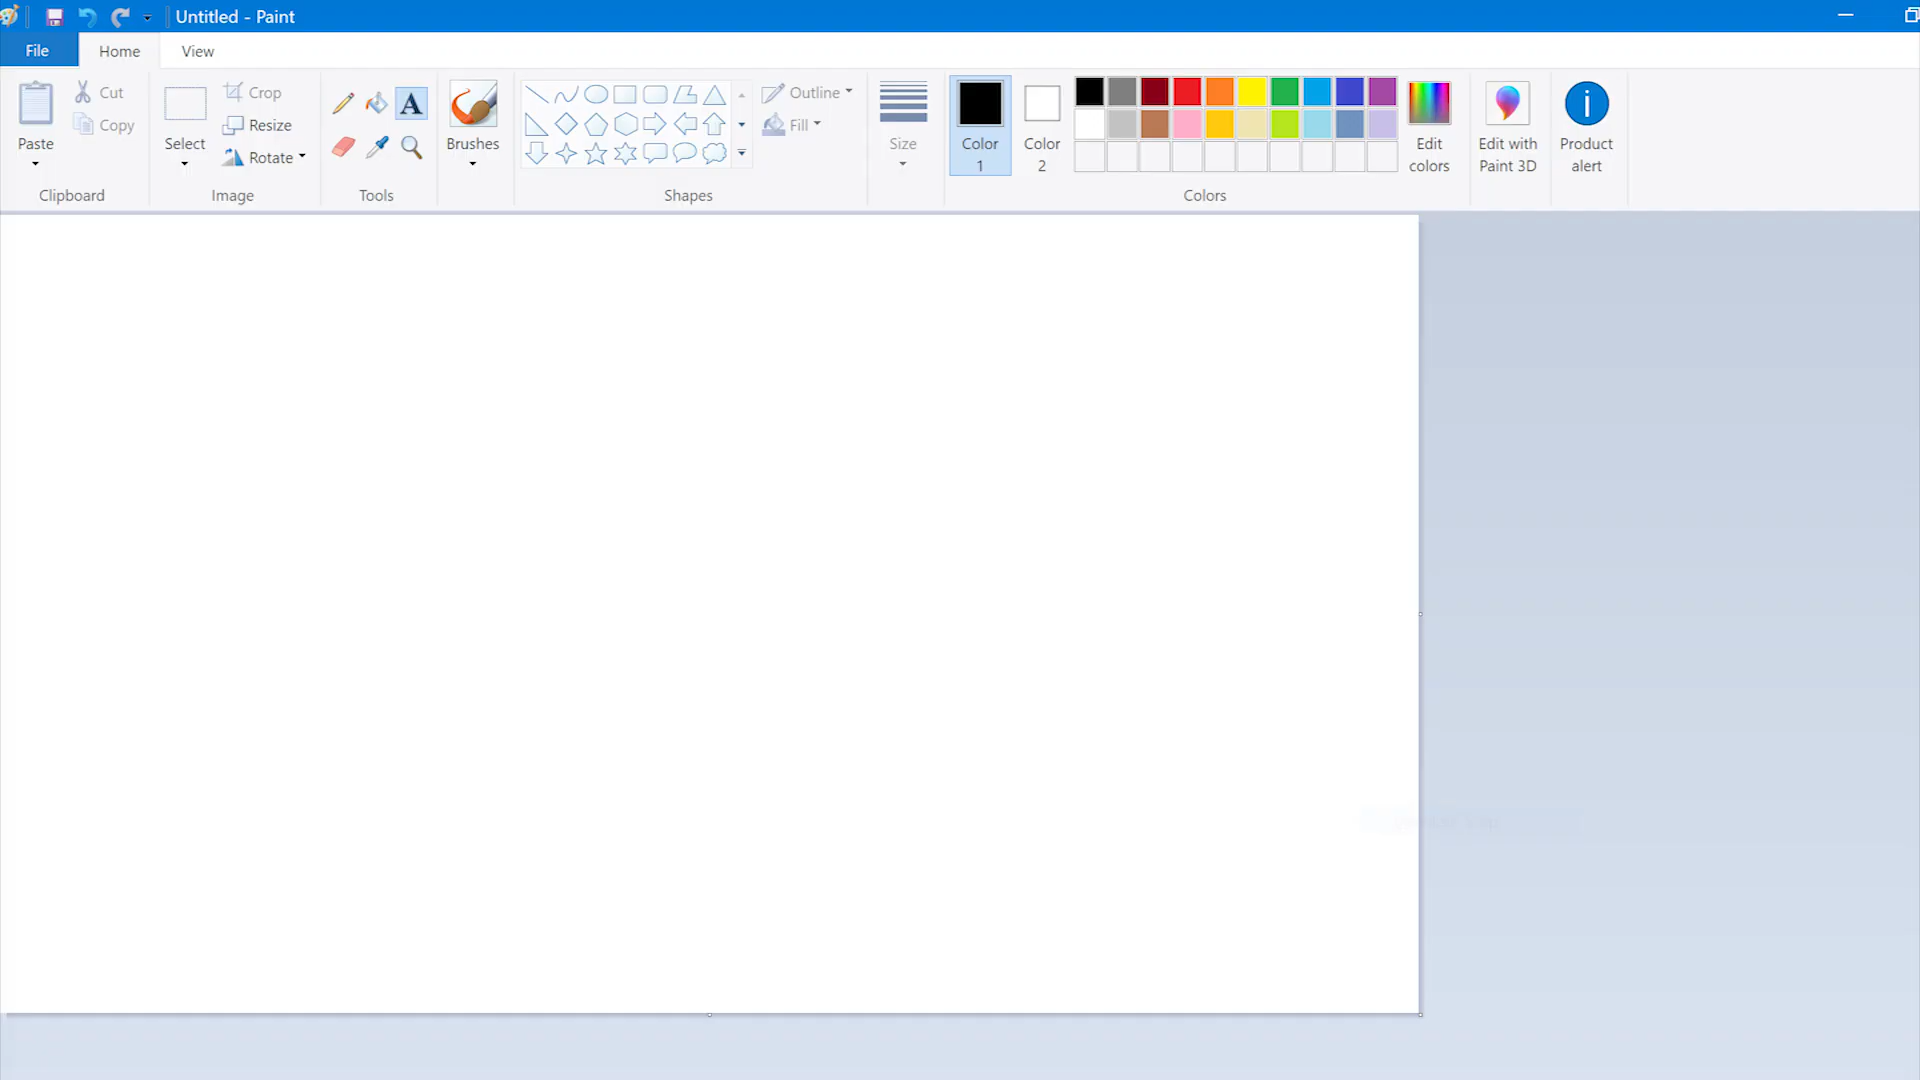 Untitled - Paint
File Home View
Paste
Cut
Copy
Clipboard
Select
Crop
Resize
Rotate
Image
A
Tools
Brushes
Shapes
Outline
Fill
Size
Color
1
Color
2
Colors
Edit
colors
Edit with
Paint 3D
Product
alert